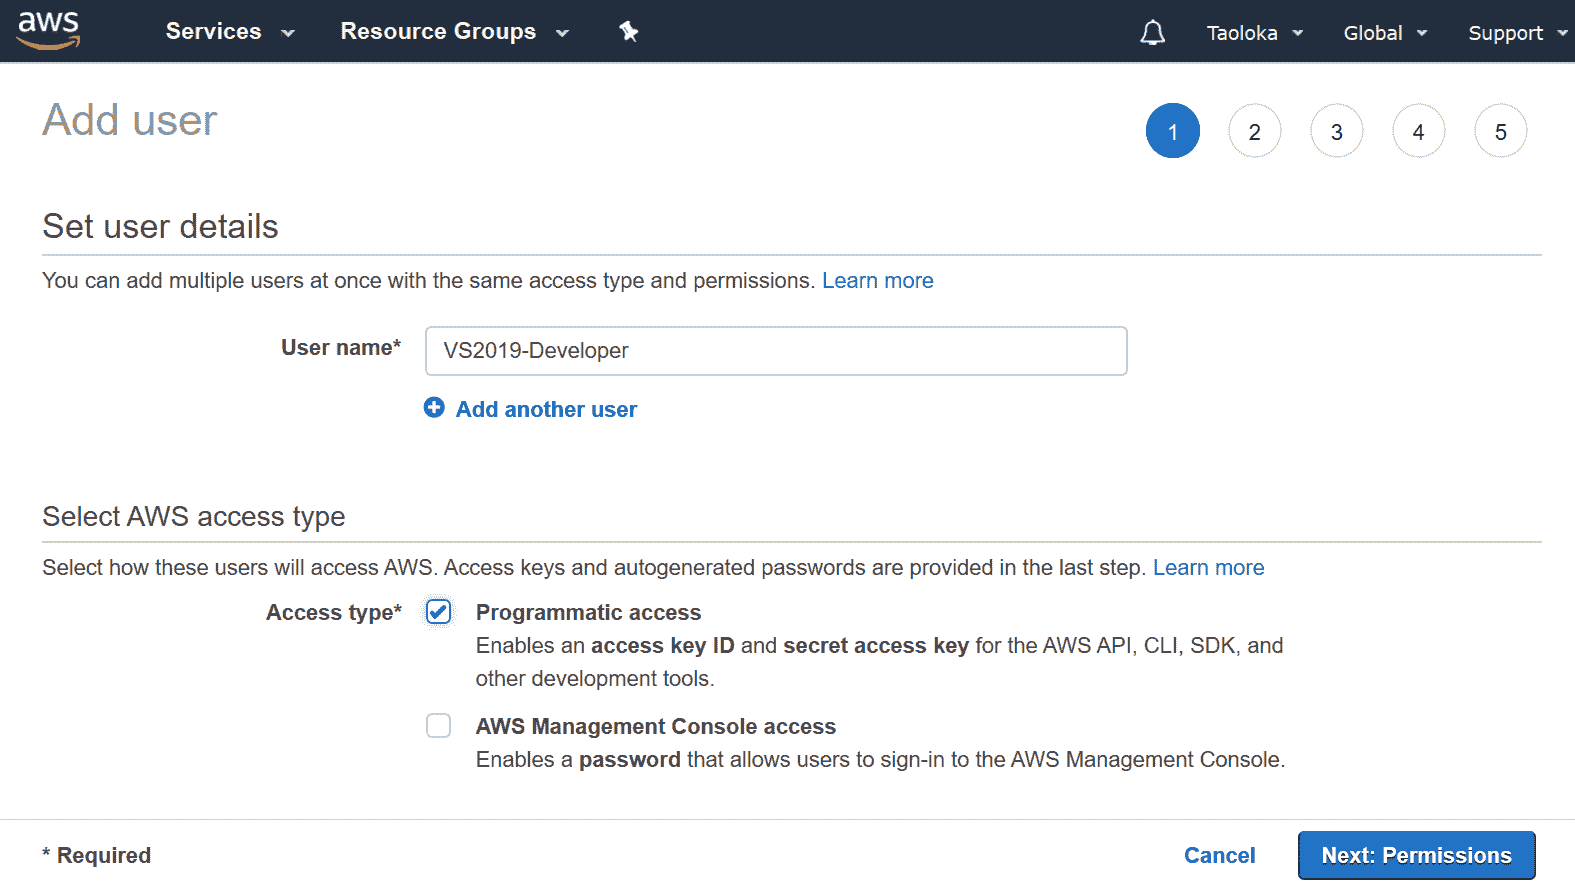 aws Services Resource Groups Taoloka Global Support
Add user
1 2 3 4 5
Set user details
You can add multiple users at once with the same access type and permissions. Learn more
User name* VS2019-Developer
Add another user
Select AWS access type
Select how these users will access AWS. Access keys and autogenerated passwords are provided in the last step. Learn more
Access type* Programmatic access
Enables an access key ID and secret access key for the AWS API, CLI, SDK, and
other development tools.
AWS Management Console access
Enables a password that allows users to sign-in to the AWS Management Console.
* Required Cancel Next: Permissions